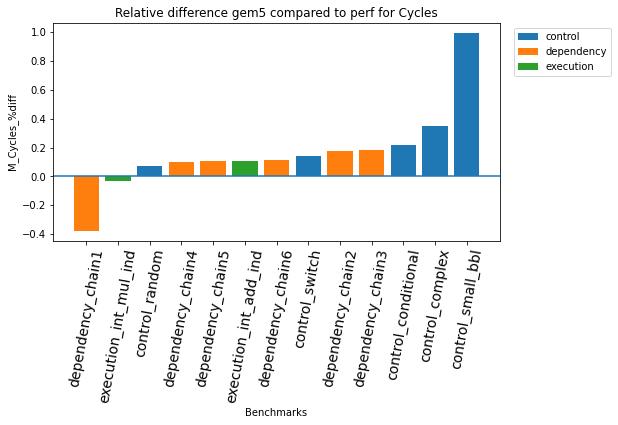 Relative difference gem5 compared to perf for Cycles
control
dependency
execution
M_Cycles_%diff
1.0
0.8
0.6
0.4
0.2
0.0
−0.2
−0.4
dependency_chain1
execution_int_mul_ind
control_random
dependency_chain4
dependency_chain5
execution_int_add_ind
dependency_chain6
control_switch
dependency_chain2
dependency_chain3
control_conditional
control_complex
control_small_bbl
Benchmarks